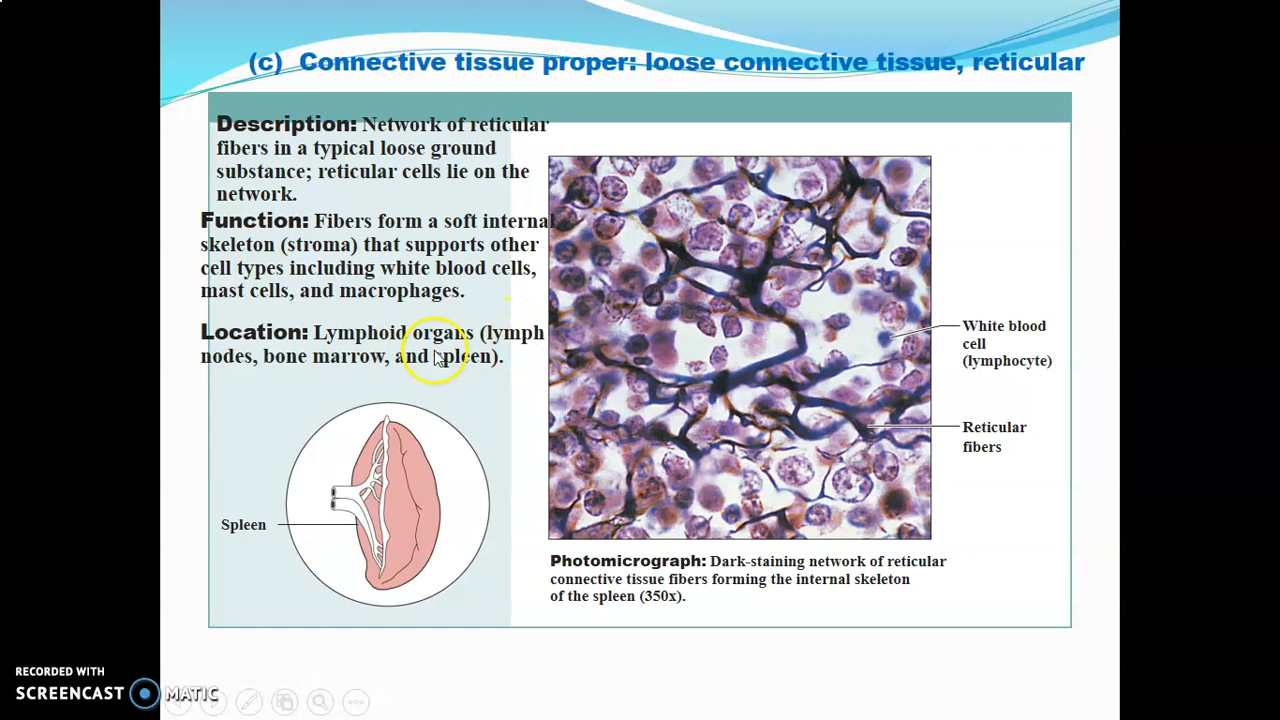 (c) Connective tissue proper: loose connective tissue, reticular
Description: Network of reticular
fibers in a typical loose ground
substance; reticular cells lie on the
network.
Function: Fibers form a soft internal
skeleton (stroma) that supports other
cell types including white blood cells,
mast cells, and macrophages.
Location: Lymphoid organs (lymph
nodes, bone marrow, and spleen).
Spleen
White blood
cell
(lymphocyte)
Reticular
fibers
Photomicrograph: Dark-staining network of reticular
connective tissue fibers forming the internal skeleton
of the spleen (350x).
RECORDED WITH
SCREENCAST MATIC